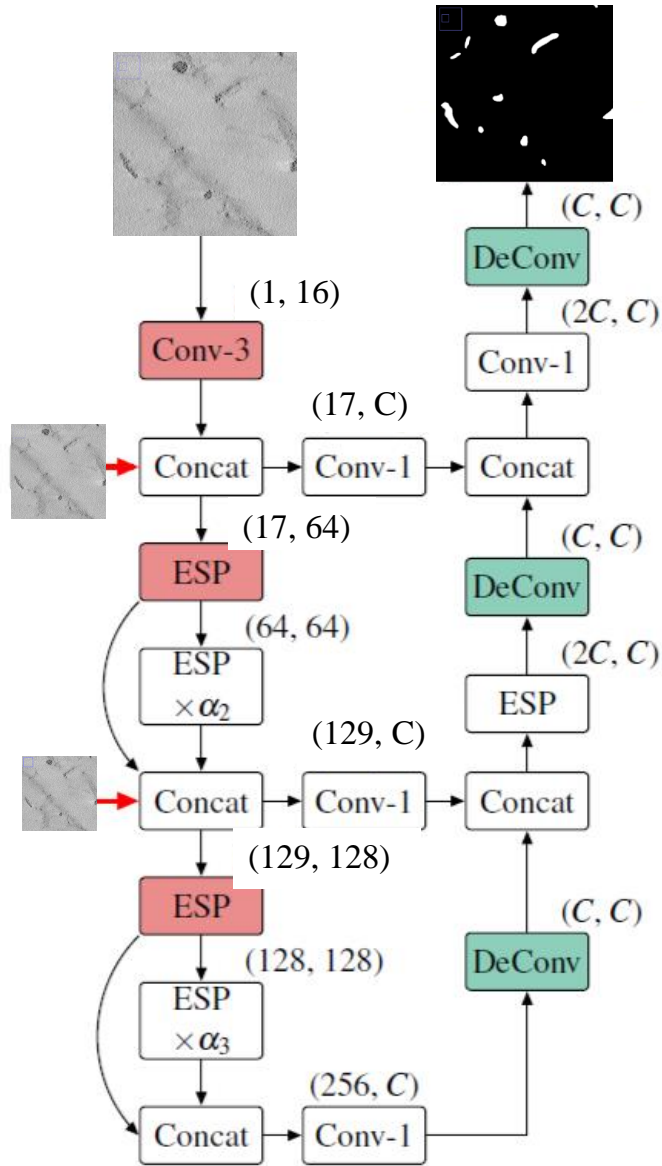 (C, C)
DeConv
(1, 16)
(2C, C)
Conv-3
Conv-1
(17, C)
Concat
Conv-1
Concat
(17, 64)
(C, C)
ESP
DeConv
(64, 64)
(2C, C)
ESP
× α₂
ESP
(129, C)
Concat
Conv-1
Concat
(129, 128)
ESP
(C, C)
(128, 128)
DeConv
ESP
× α₃
(256, C)
Concat
Conv-1